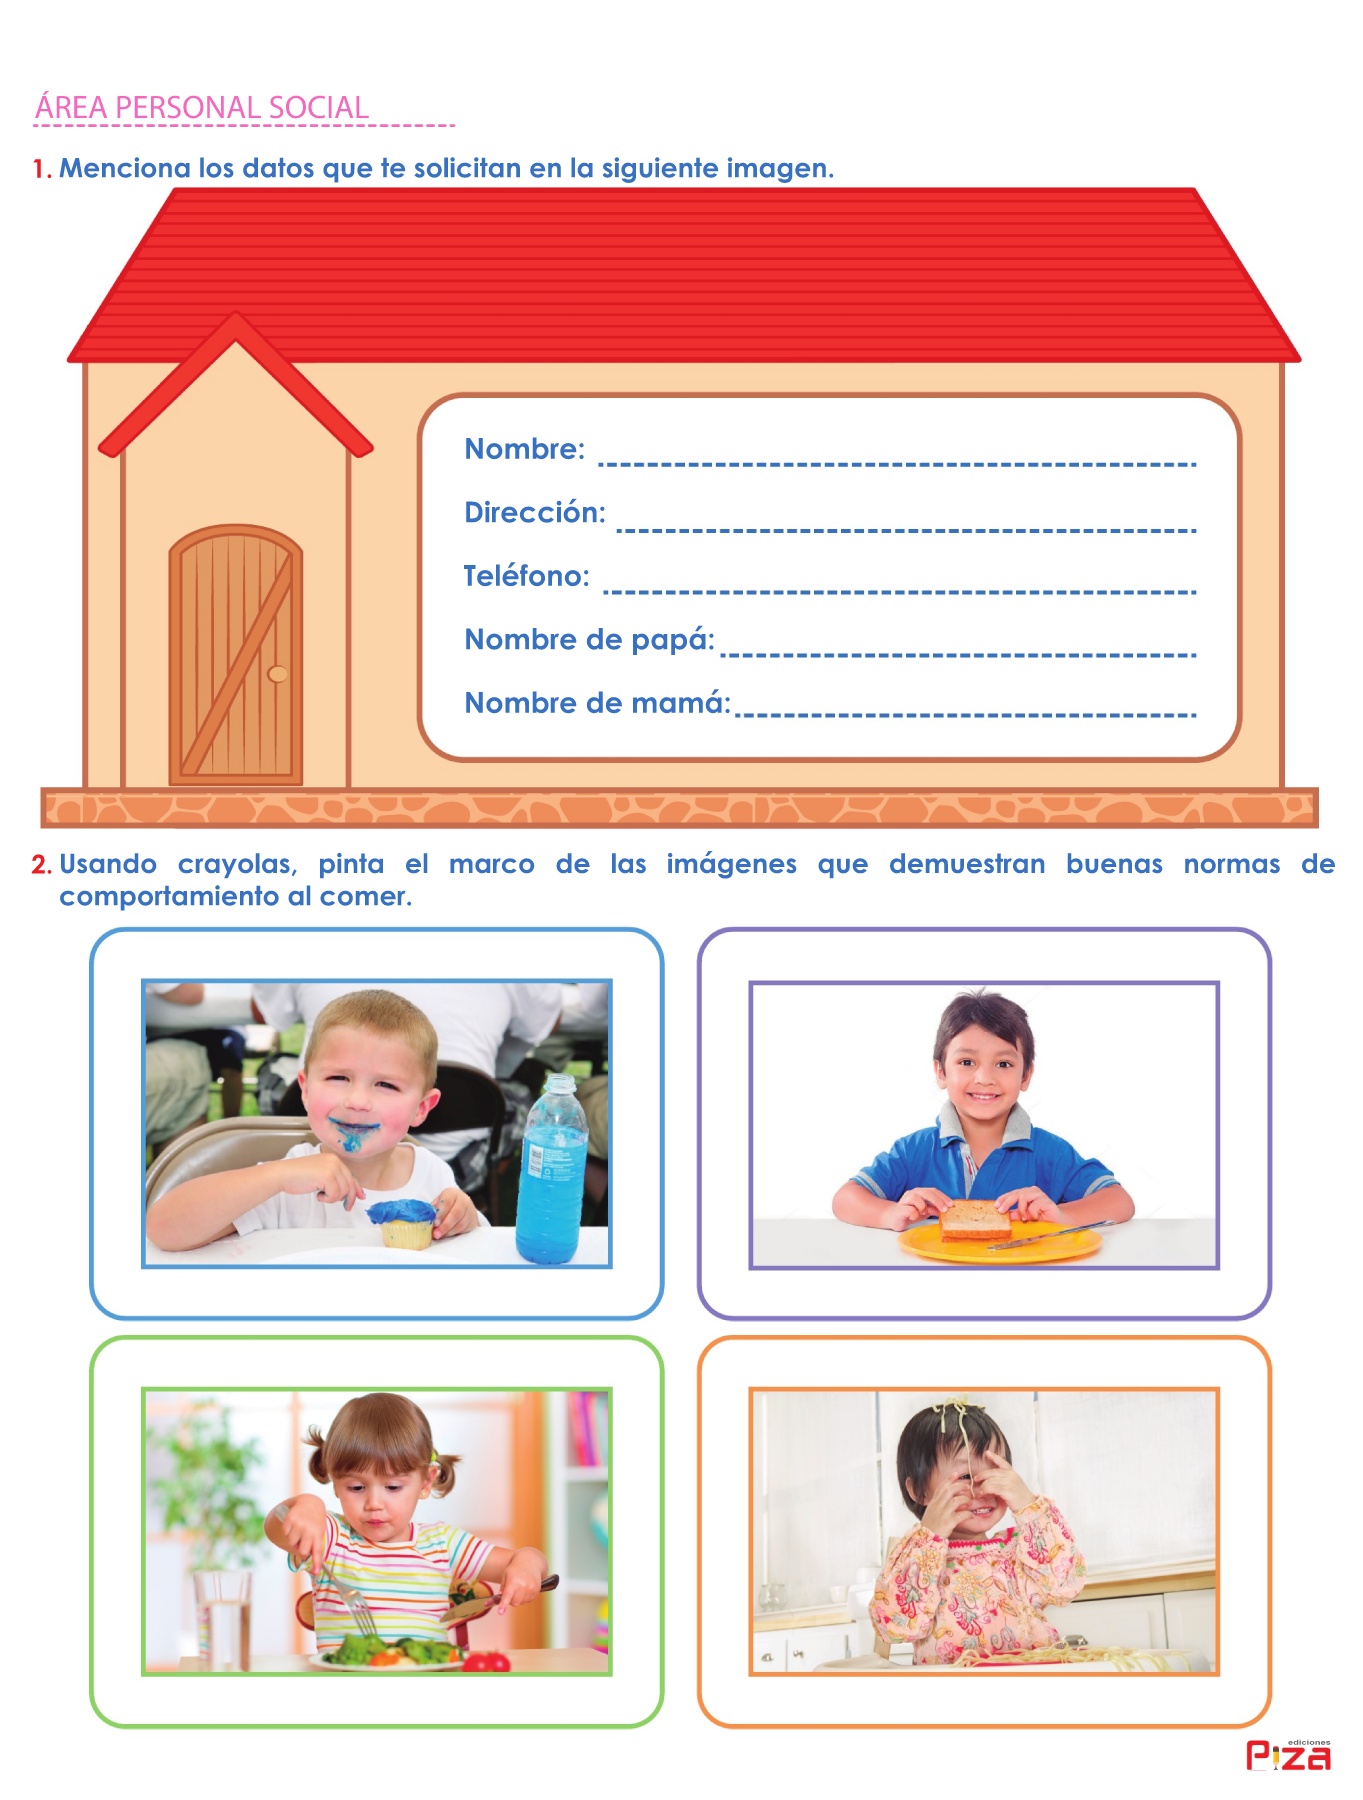 ÁREA PERSONAL SOCIAL
1. Menciona los datos que te solicitan en la siguiente imagen.
Nombre:
Dirección:
Teléfono:
Nombre de papá:
Nombre de mamá:
2. Usando crayolas, pinta el marco de las imágenes que demuestran buenas normas de
comportamiento al comer.
ediciones
Piza